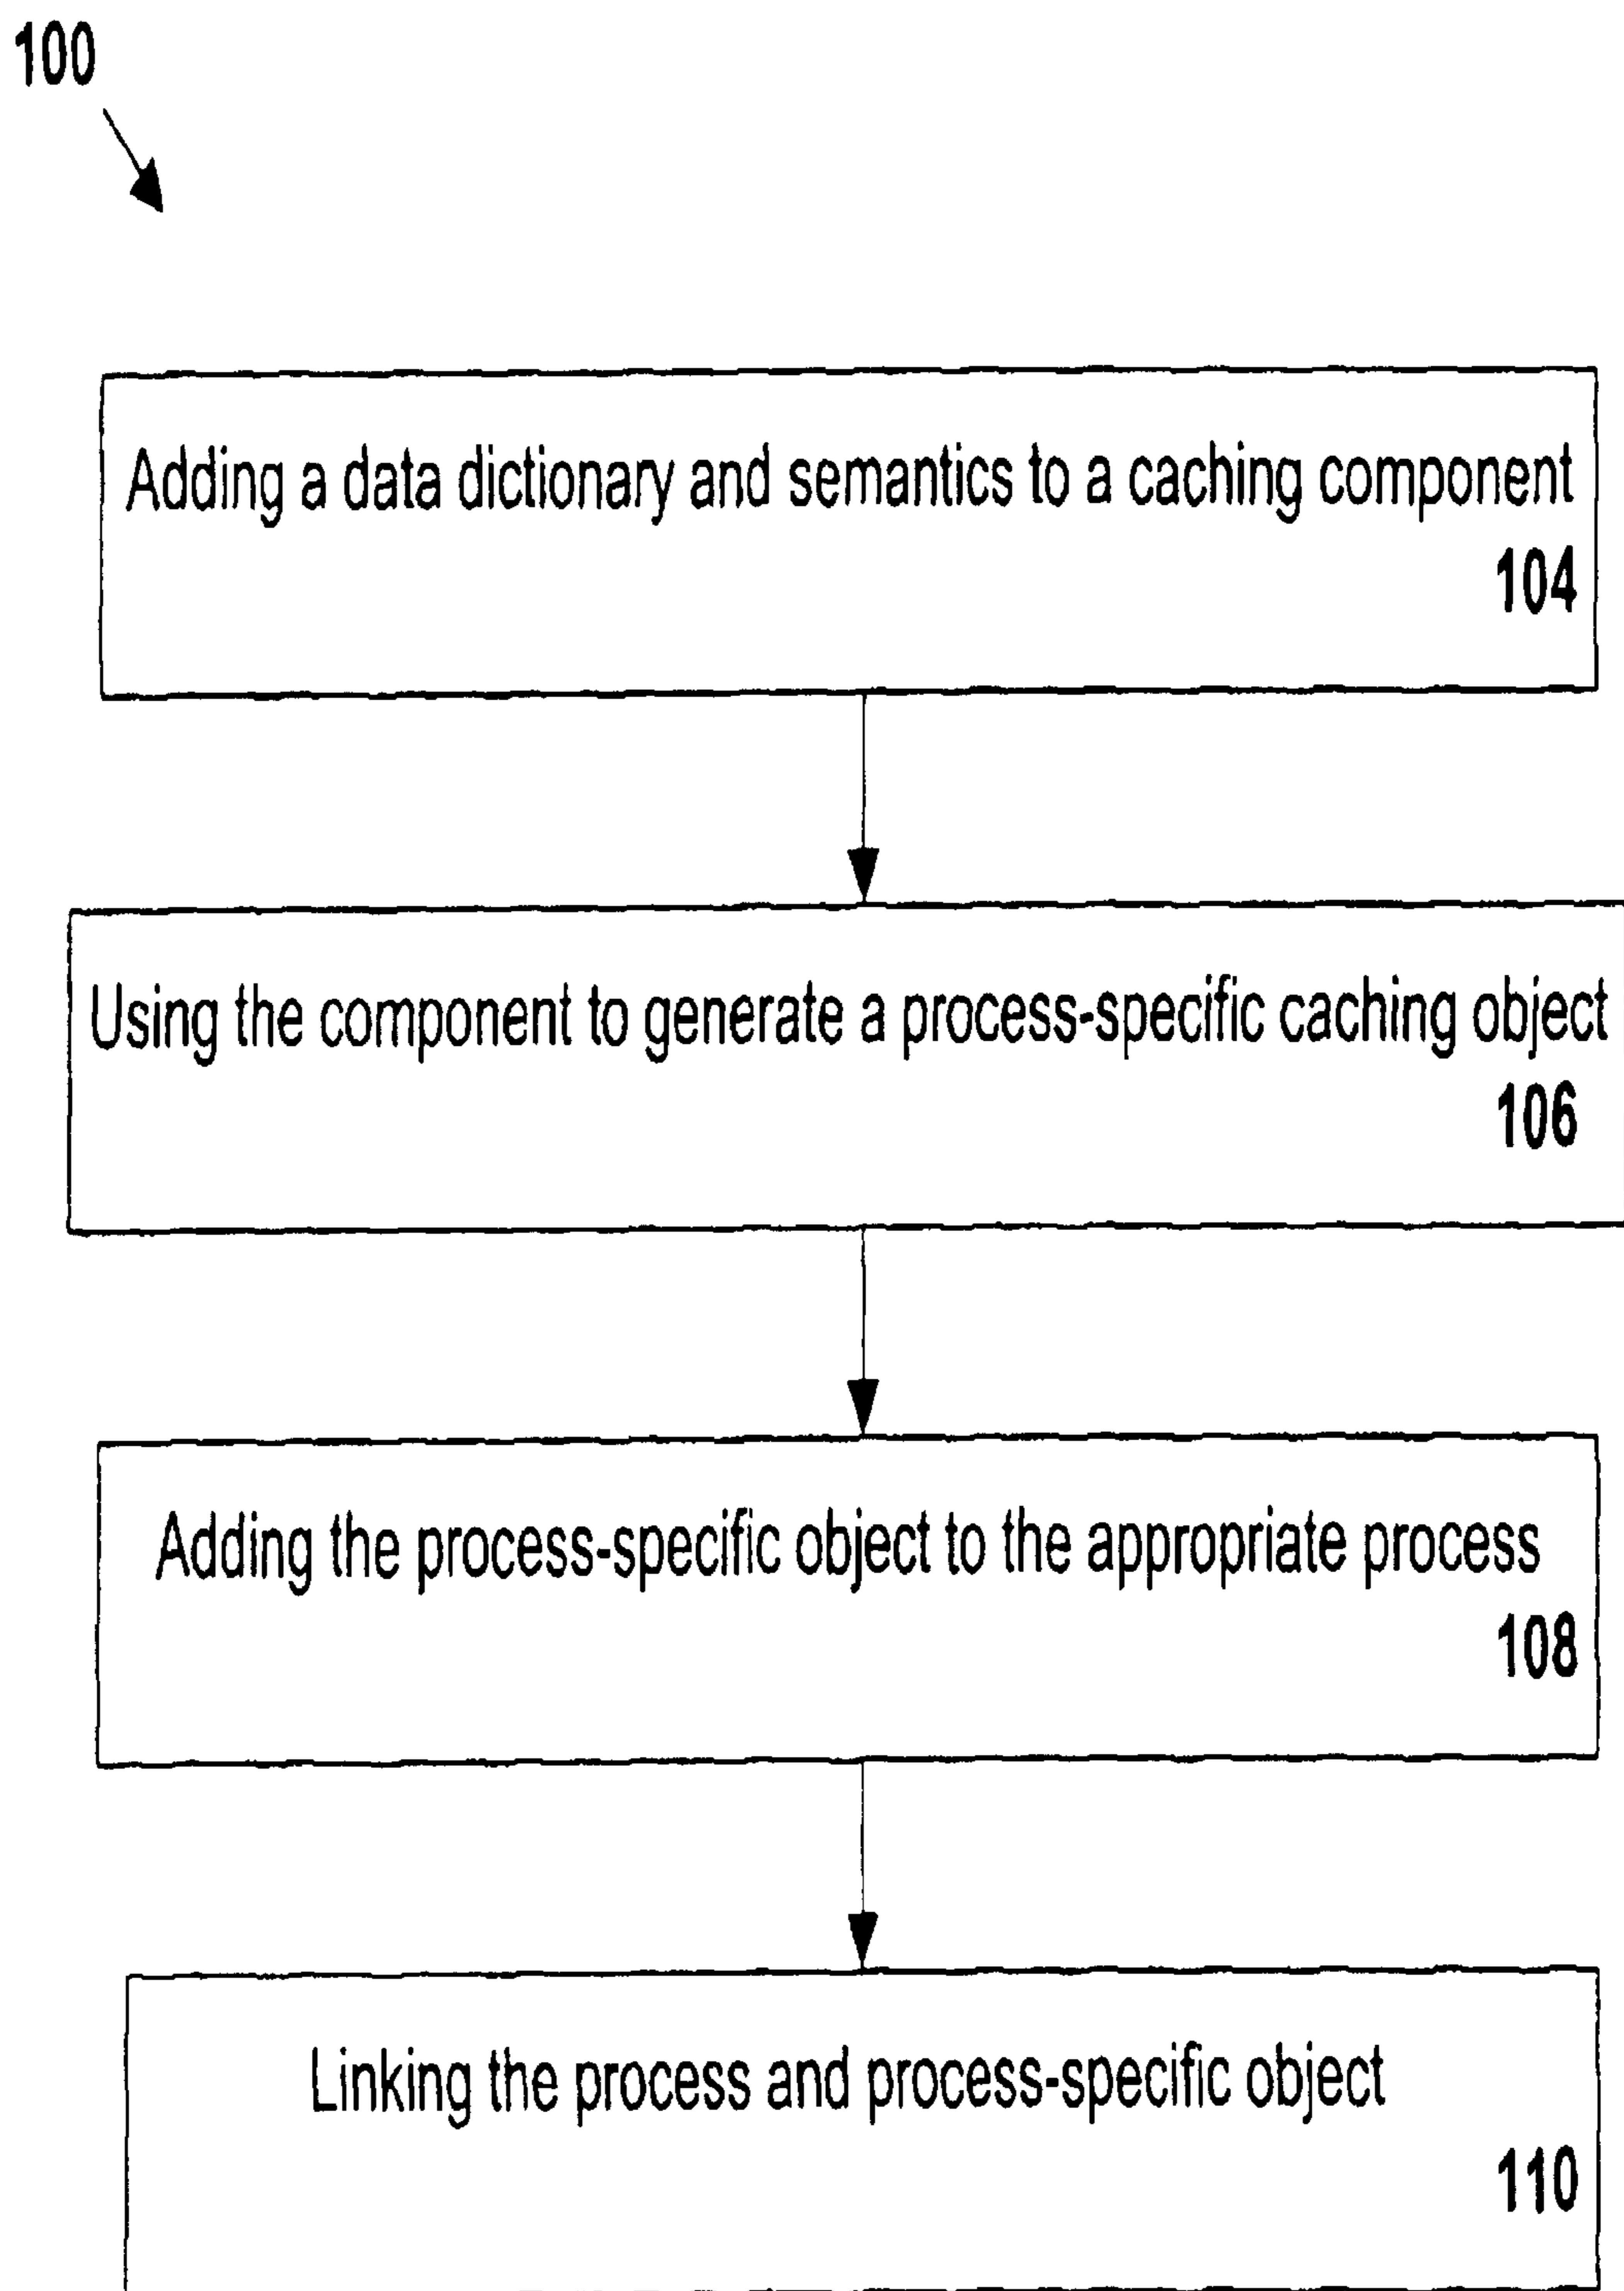 100
Adding a data dictionary and semantics to a caching component
104
Using the component to generate a process-specific caching object
106
Adding the process-specific object to the appropriate process
108
Linking the process and process-specific object
110